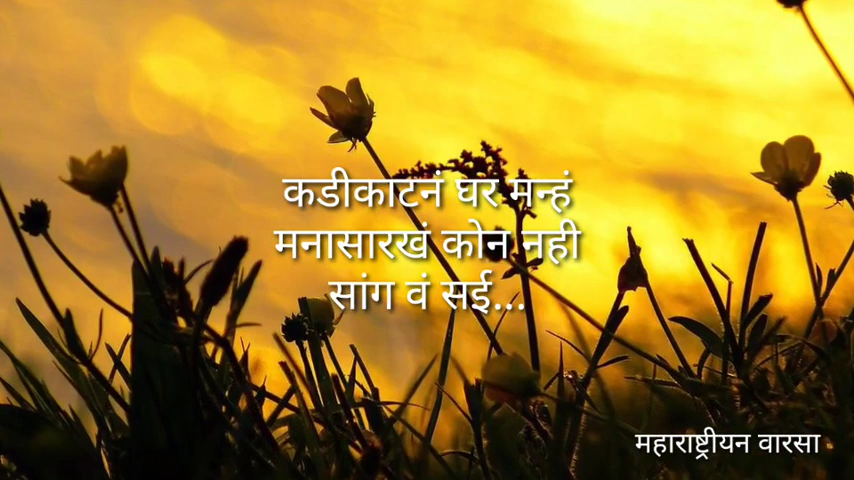 कडीकाटनं घर मन्हं
मनासारखं कोन नही
सांग वं सई...
महाराष्ट्रीयन वारसा